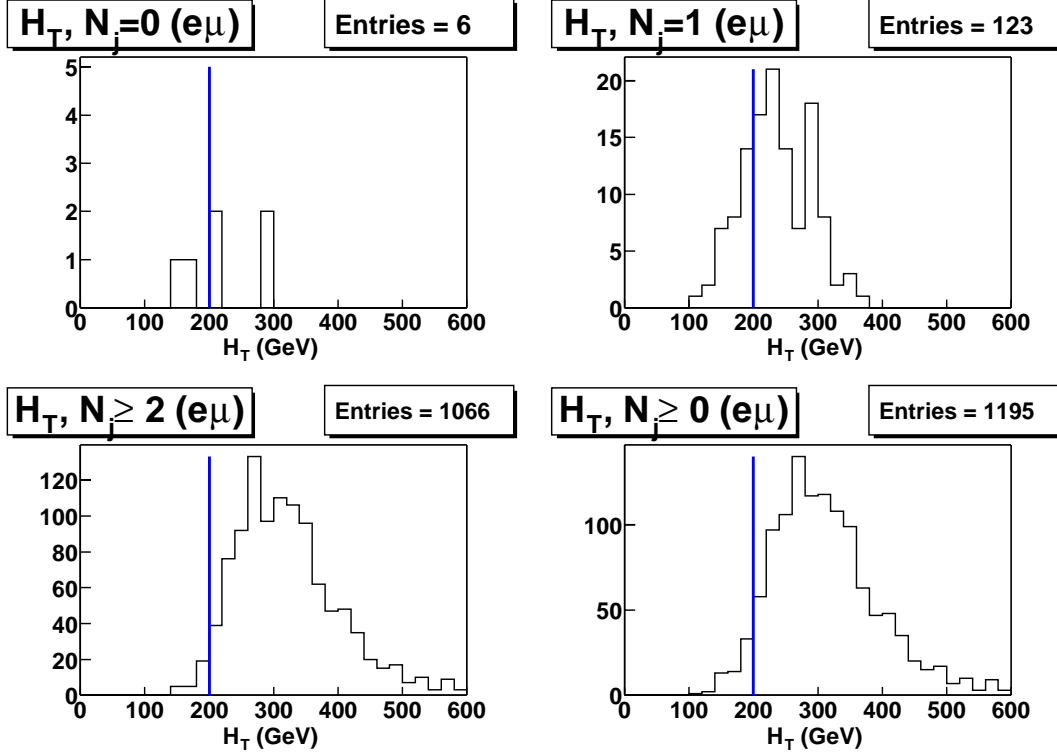 H_T, N_j=0 (eμ)
Entries = 6
5
4
3
2
1
0
0 100 200 300 400 500 600
H_T (GeV)
H_T, N_j=1 (eμ)
Entries = 123
20
15
10
5
0
0 100 200 300 400 500 600
H_T (GeV)
H_T, N_j≥ 2 (eμ)
Entries = 1066
120
100
80
60
40
20
0
0 100 200 300 400 500 600
H_T (GeV)
H_T, N_j≥ 0 (eμ)
Entries = 1195
100
50
0
0 100 200 300 400 500 600
H_T (GeV)